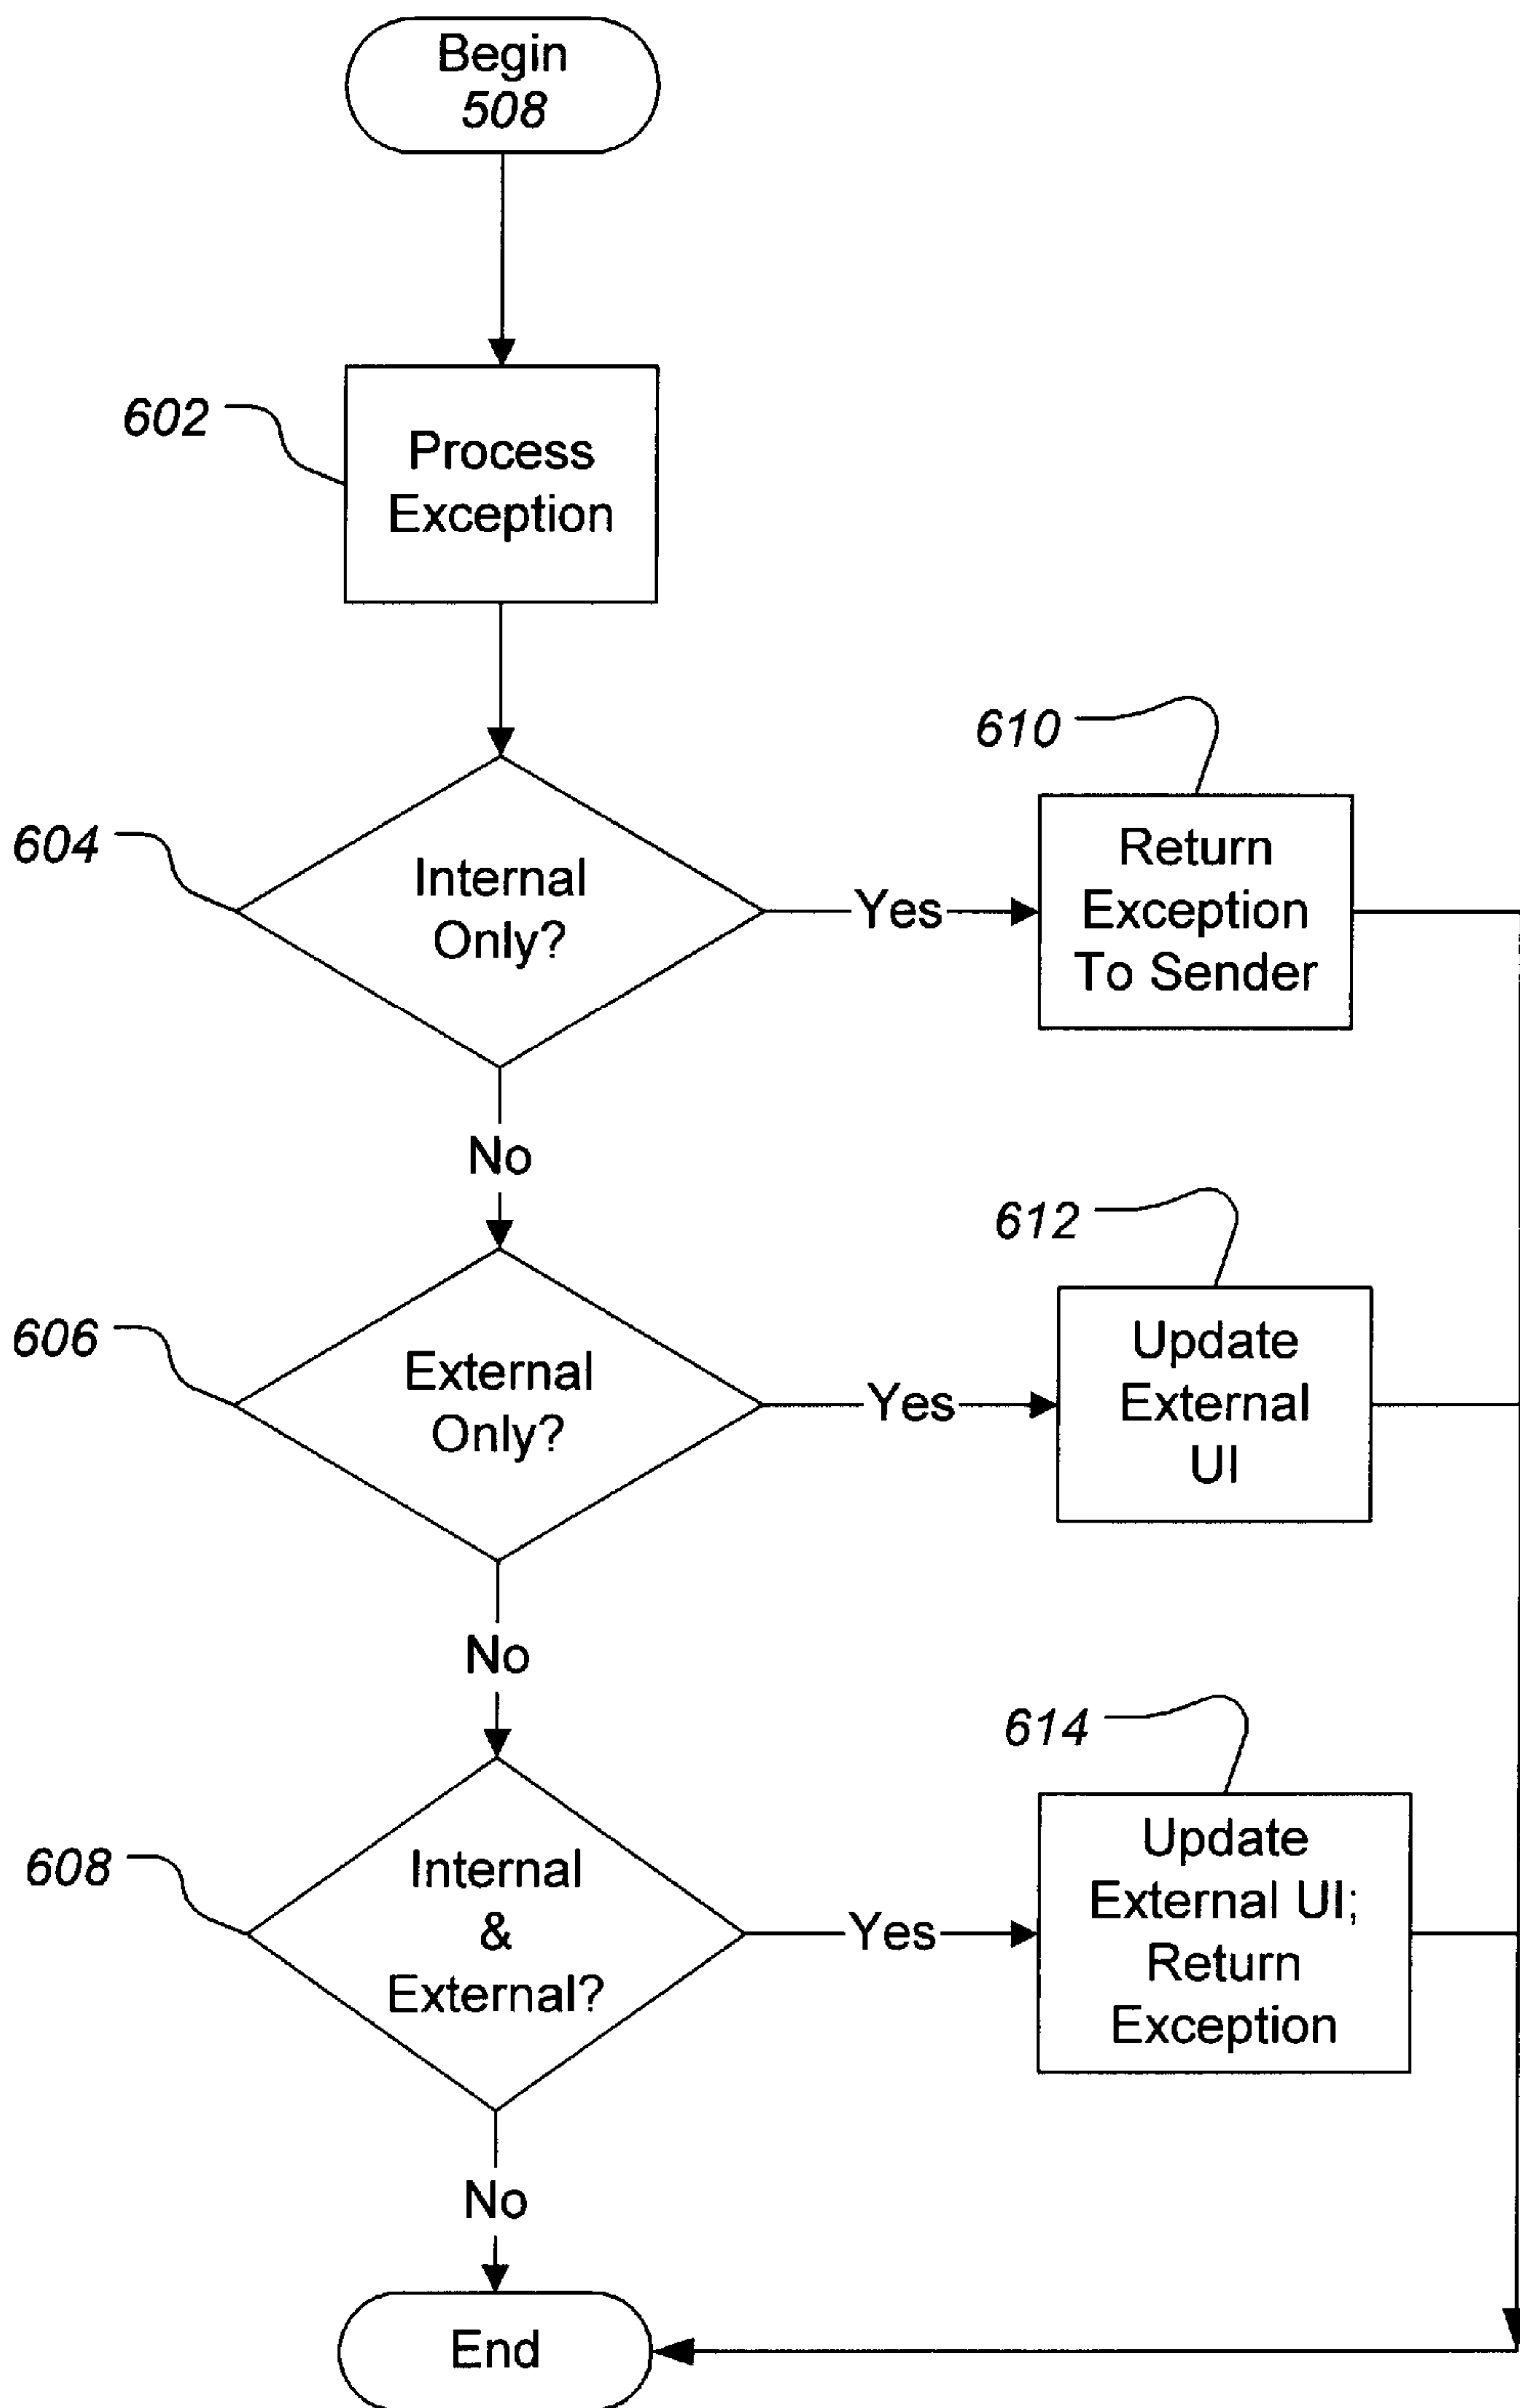 Begin
508
602
Process
Exception
610
604
Internal
Only?
Yes
Return
Exception
To Sender
No
612
606
External
Only?
Yes
Update
External
UI
No
614
608
Internal
&
External?
Yes
Update
External UI;
Return
Exception
No
End